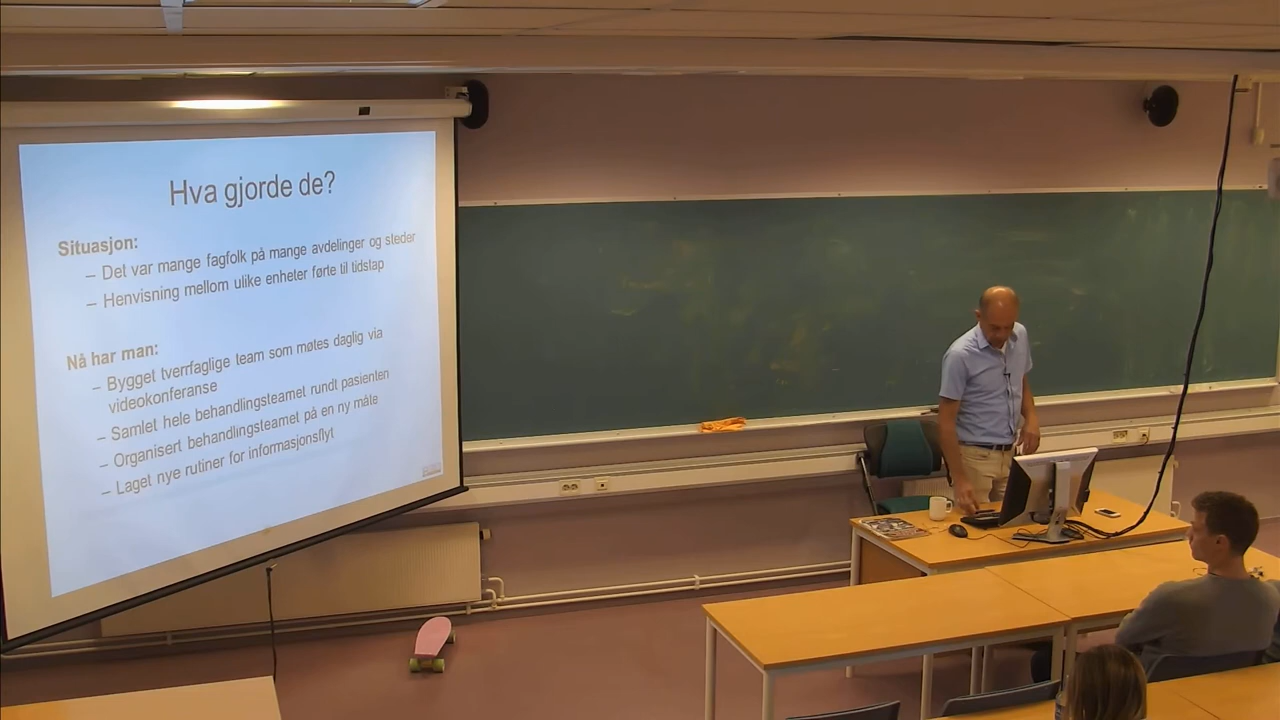 Hva gjorde de?
Situasjon:
– Det var mange fagfolk på mange avdelinger og steder
– Henvisning mellom ulike enheter førte til tidstap
Nå har man:
– Bygget tverrfaglige team som møtes daglig via
videokonferanse
– Samlet hele behandlingsteamet rundt pasienten
– Organisert behandlingsteamet på en ny måte
– Laget nye rutiner for informasjonsflyt